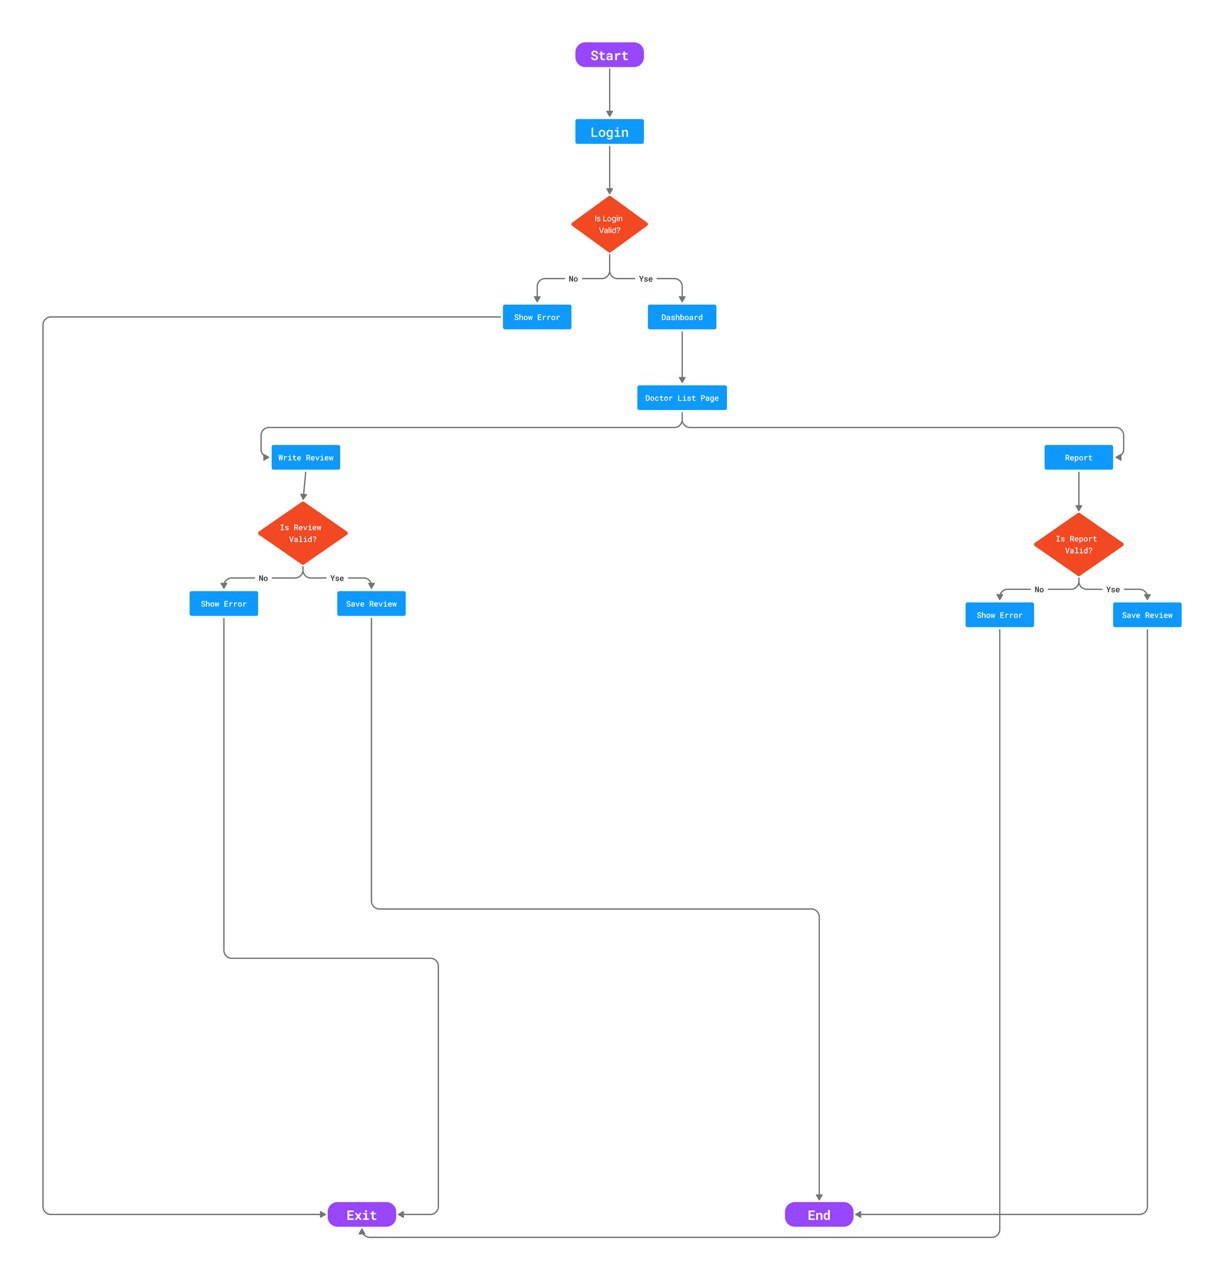 Start
Login
Is Login
Valid?
No
Yse
Show Error
Dashboard
Doctor List Page
Write Review
Report
Is Review
Valid?
Is Report
Valid?
No
Yse
No
Yse
Show Error
Save Review
Show Error
Save Review
Exit
End